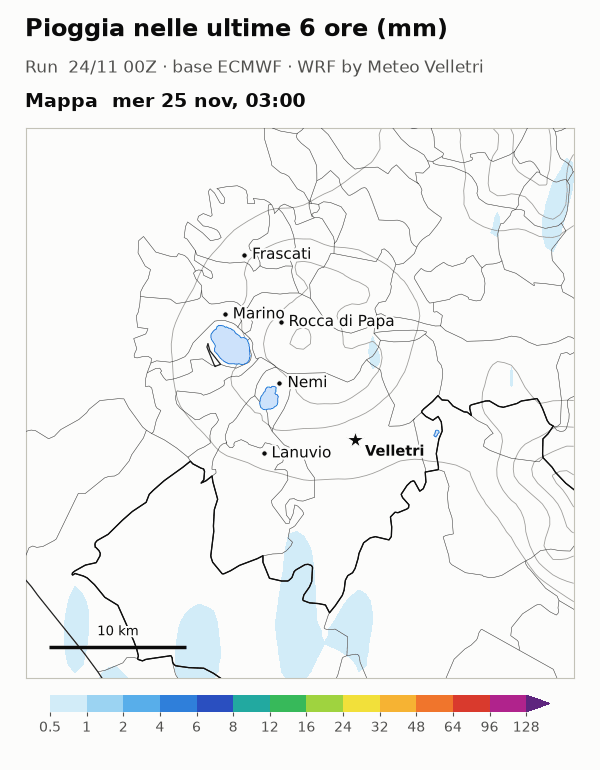 Pioggia nelle ultime 6 ore (mm)
Run  24/11 00Z · base ECMWF · WRF by Meteo Velletri
Mappa  mer 25 nov, 03:00
Frascati
Marino
Rocca di Papa
Nemi
Velletri
Lanuvio
10 km
0.5 1 2 4 6 8 12 16 24 32 48 64 96 128